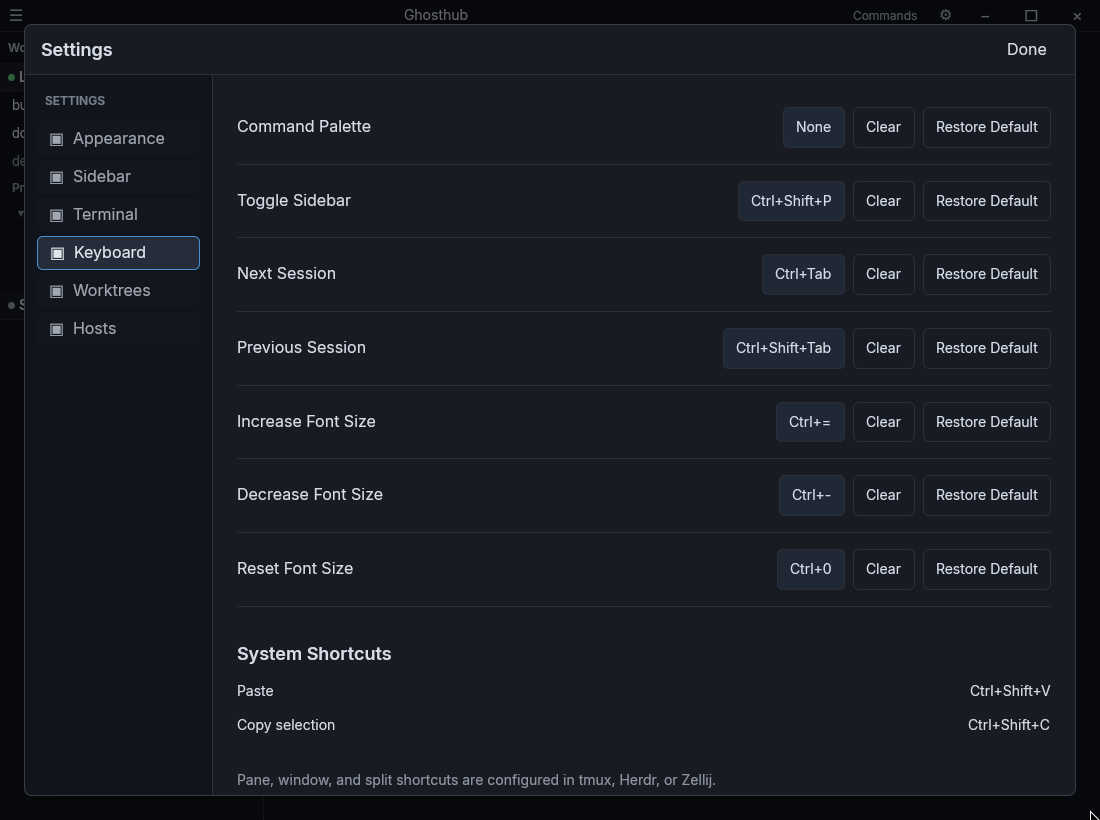 ☰ Ghosthub Commands
Settings Done
SETTINGS
Appearance
Sidebar
Terminal
Keyboard
Worktrees
Hosts
Command Palette None Clear Restore Default
Toggle Sidebar Ctrl+Shift+P Clear Restore Default
Next Session Ctrl+Tab Clear Restore Default
Previous Session Ctrl+Shift+Tab Clear Restore Default
Increase Font Size Ctrl+= Clear Restore Default
Decrease Font Size Ctrl+- Clear Restore Default
Reset Font Size Ctrl+0 Clear Restore Default
System Shortcuts
Paste Ctrl+Shift+V
Copy selection Ctrl+Shift+C
Pane, window, and split shortcuts are configured in tmux, Herdr, or Zellij.